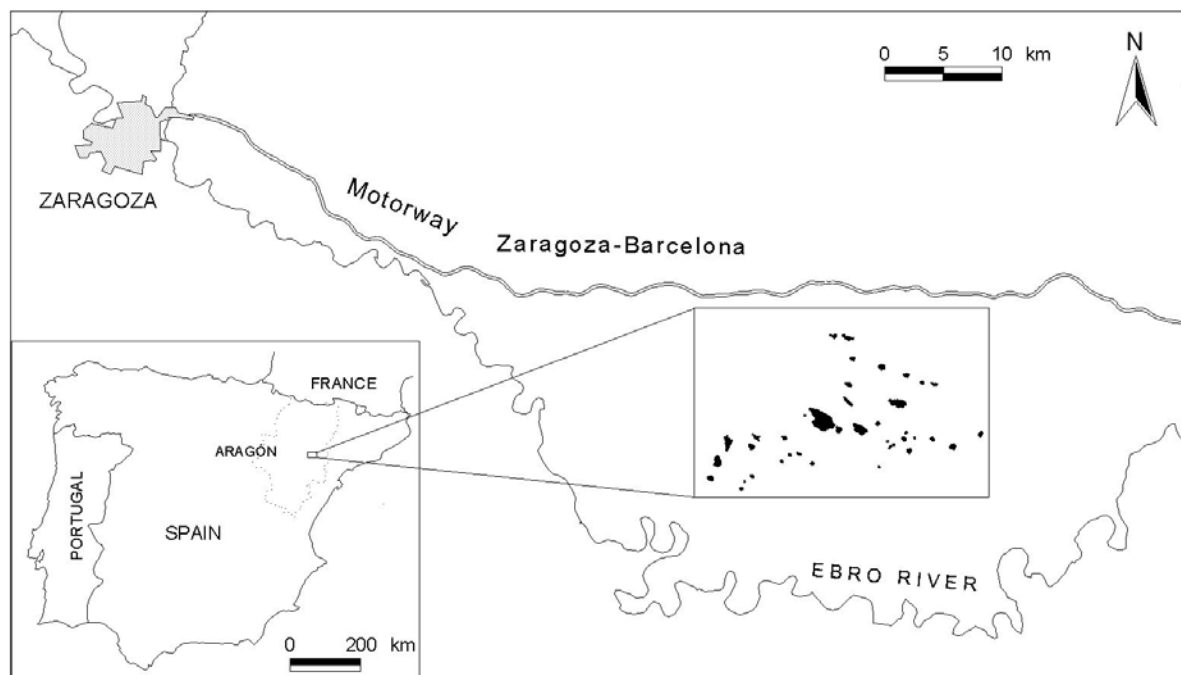 0 5 10 km
N
ZARAGOZA
Motorway
Zaragoza-Barcelona
FRANCE
ARAGÓN
PORTUGAL
SPAIN
EBRO RIVER
0 200 km